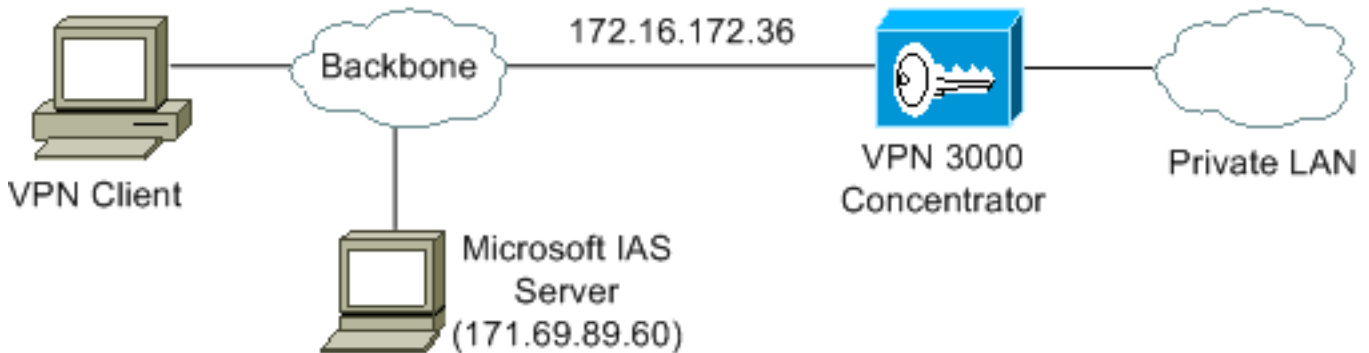 172.16.172.36
Backbone
VPN Client
VPN 3000
Concentrator
Private LAN
Microsoft IAS
Server
(171.69.89.60)